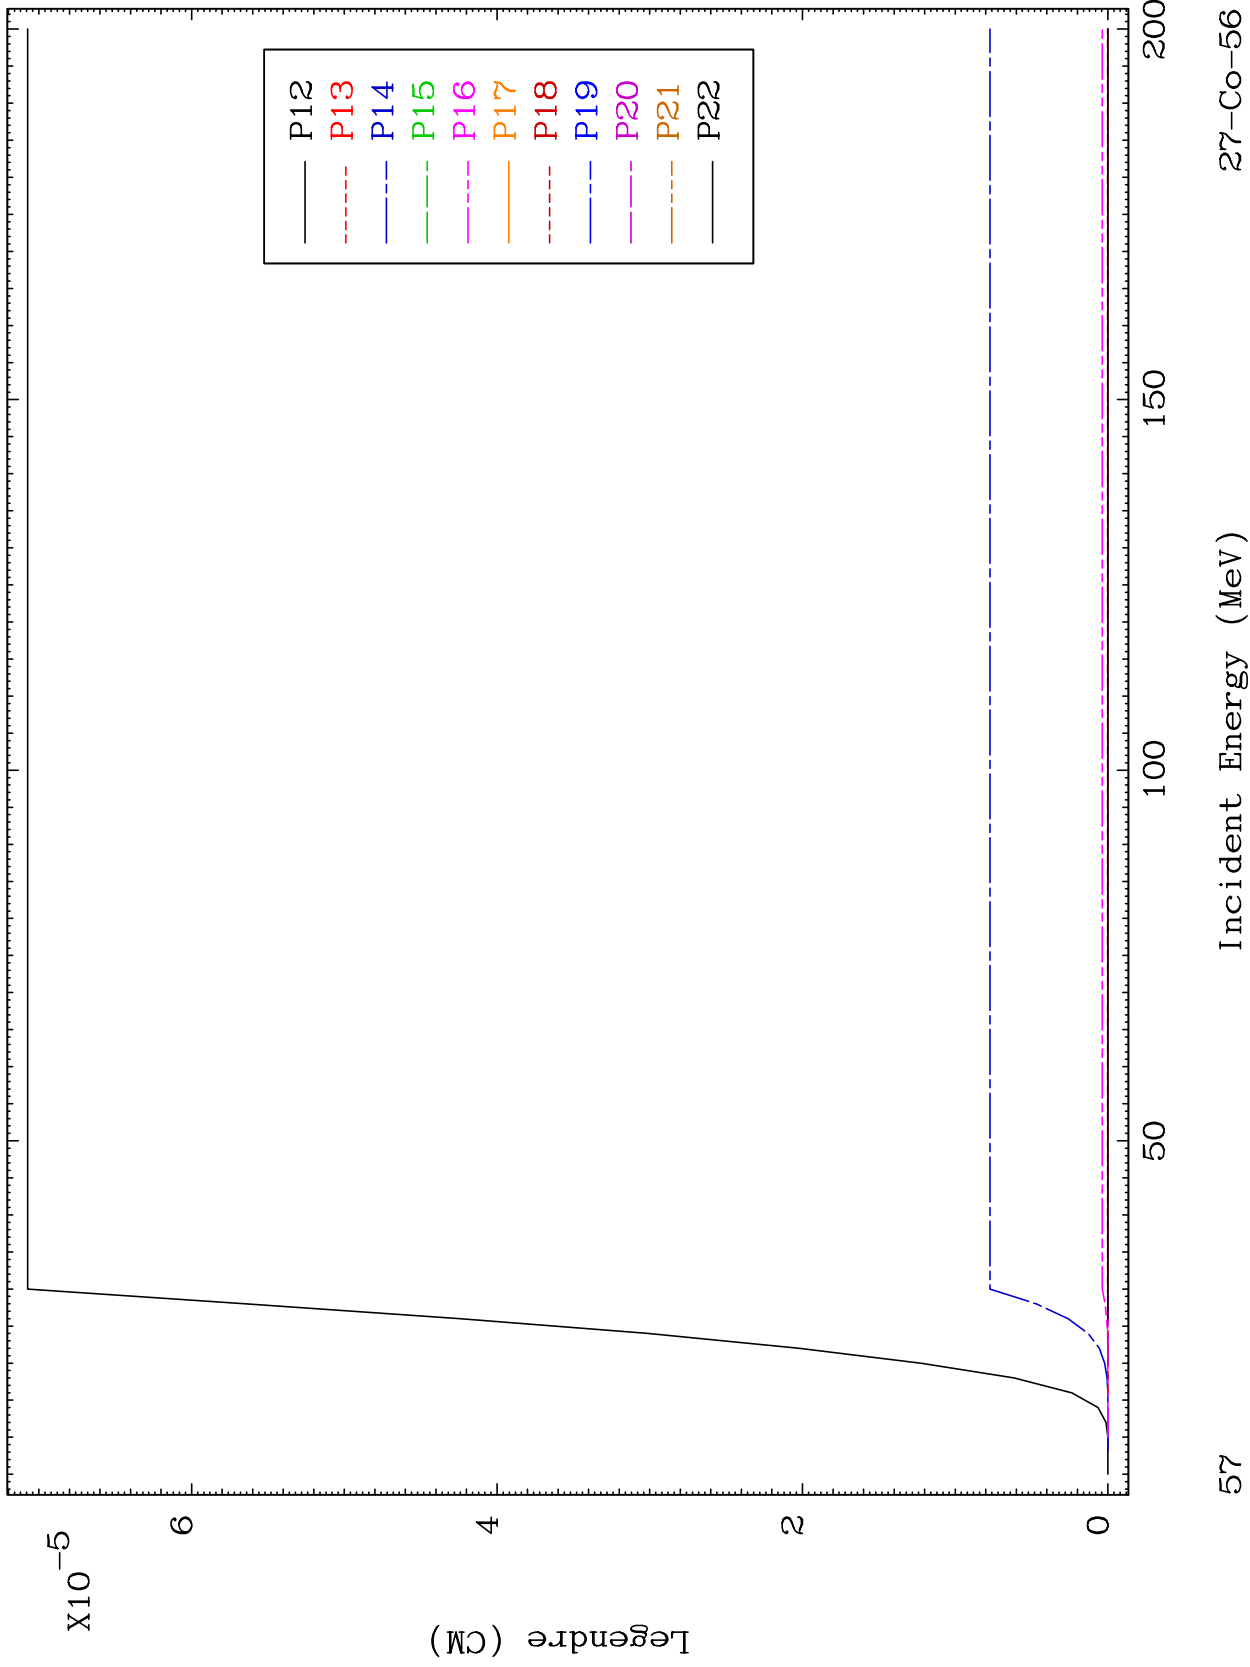 X10-5
Legendre (CM)
6
4
2
0
50
100
150
200
Incident Energy (MeV)
P12
P13
P14
P15
P16
P17
P18
P19
P20
P21
P22
57
27-Co-56